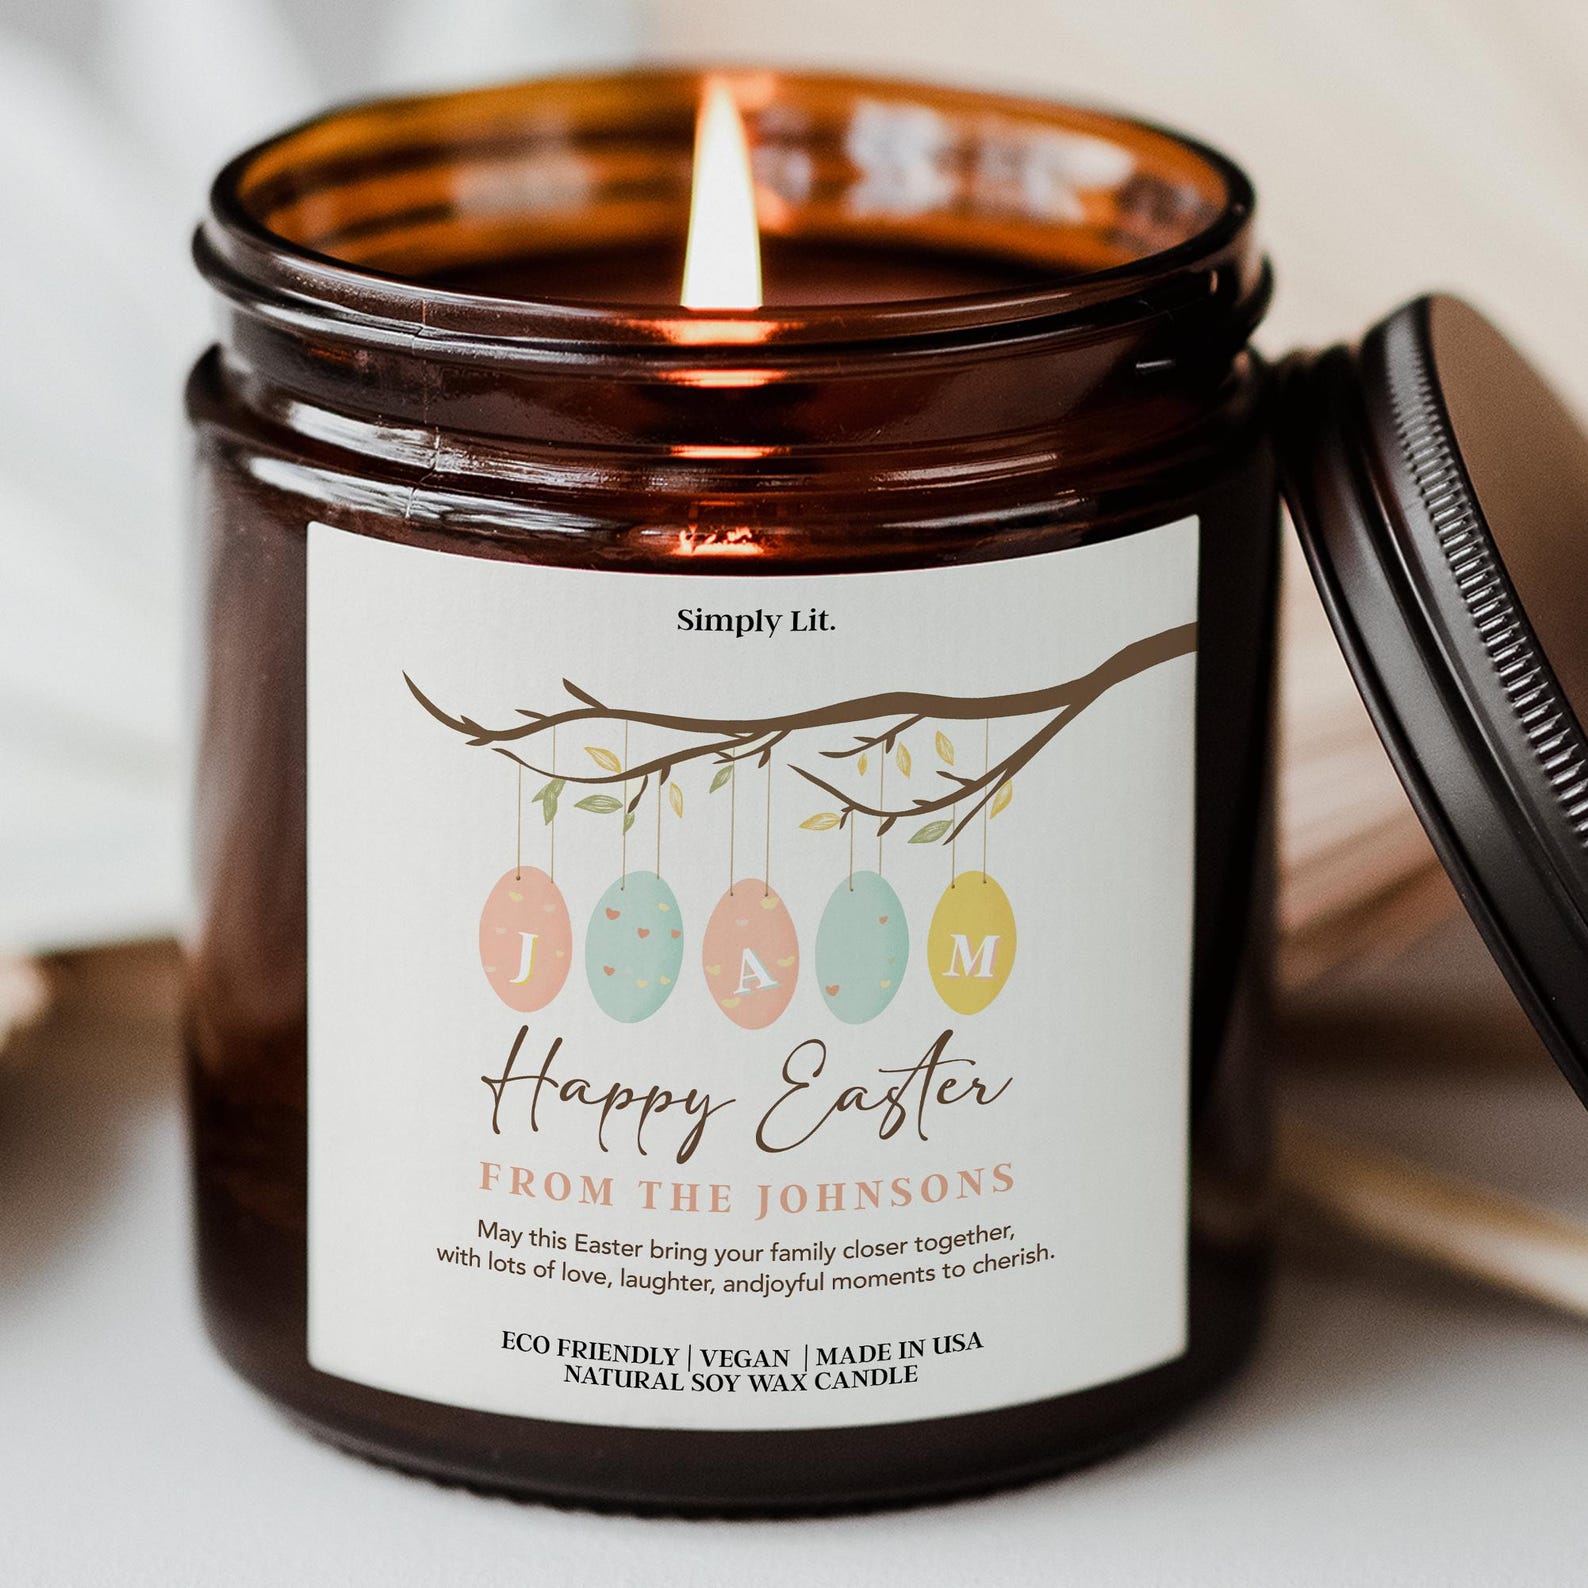 Simply Lit.
J A M
Happy Easter
FROM THE JOHNSONS
May this Easter bring your family closer together,
with lots of love, laughter, andjoyful moments to cherish.
ECO FRIENDLY | VEGAN | MADE IN USA
NATURAL SOY WAX CANDLE